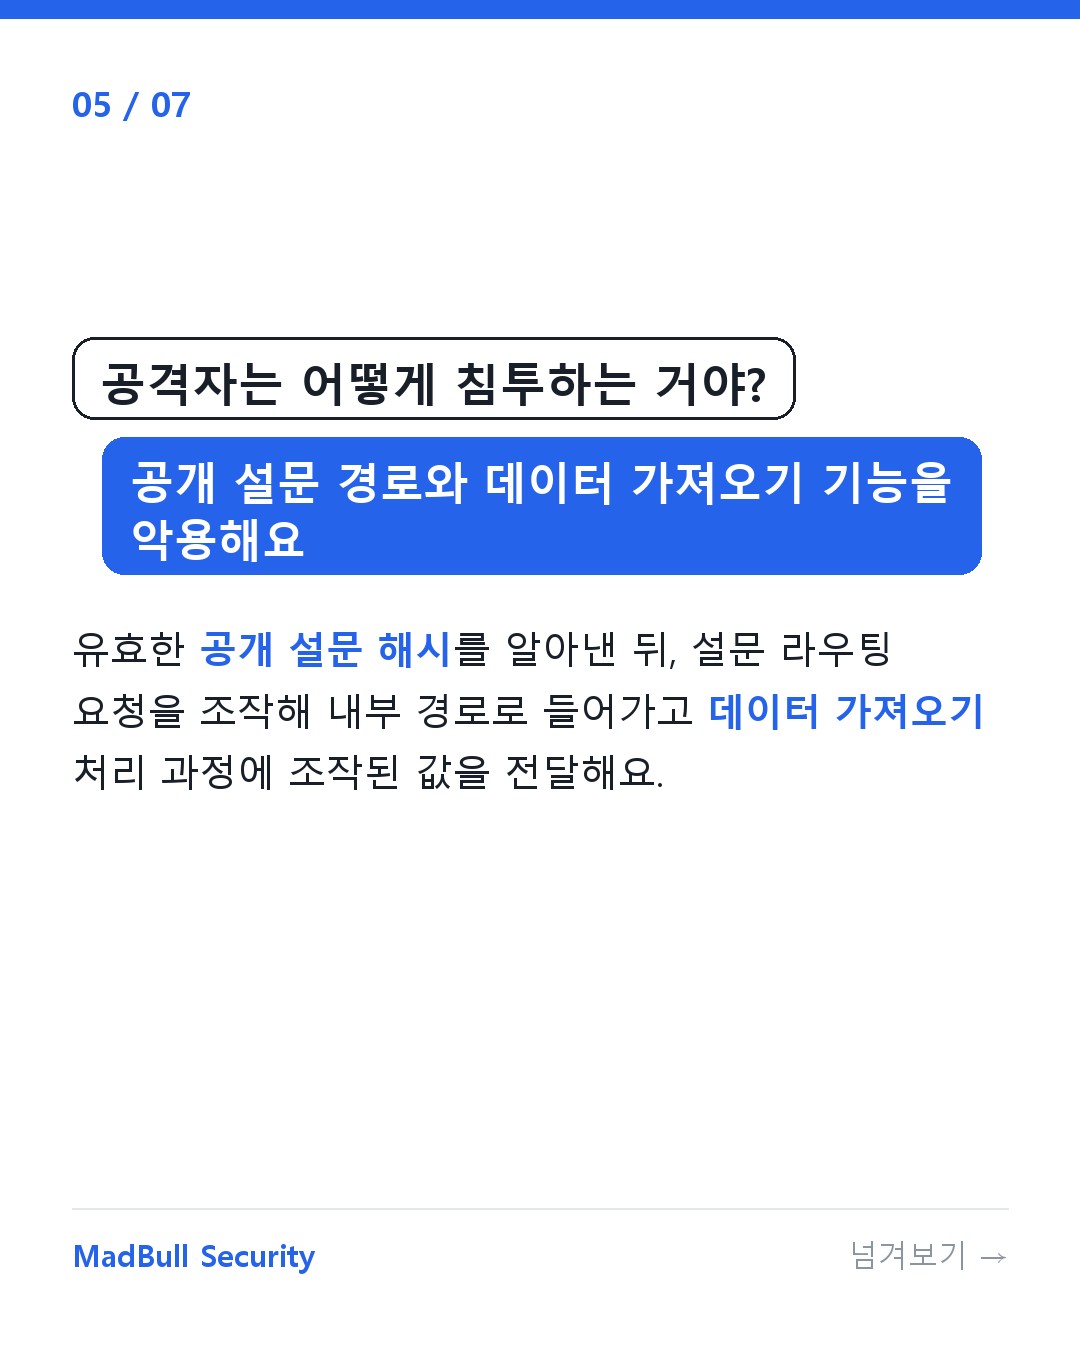 05 / 07
공격자는 어떻게 침투하는 거야?
공개 설문 경로와 데이터 가져오기 기능을
악용해요
유효한 공개 설문 해시를 알아낸 뒤, 설문 라우팅
요청을 조작해 내부 경로로 들어가고 데이터 가져오기
처리 과정에 조작된 값을 전달해요.
MadBull Security
넘겨보기 →